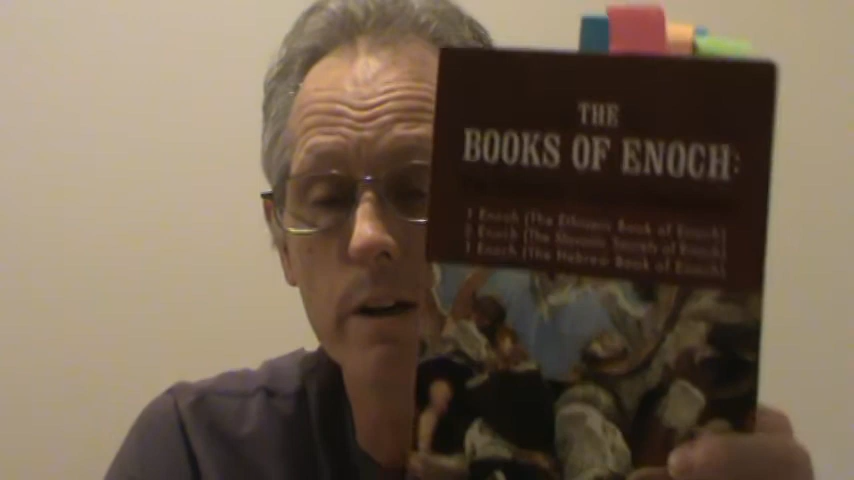 THE
BOOKS OF ENOCH:
1 Enoch (The Ethiopic Book of Enoch)
2 Enoch (The Slavonic Secrets of Enoch)
3 Enoch (The Hebrew Book of Enoch)